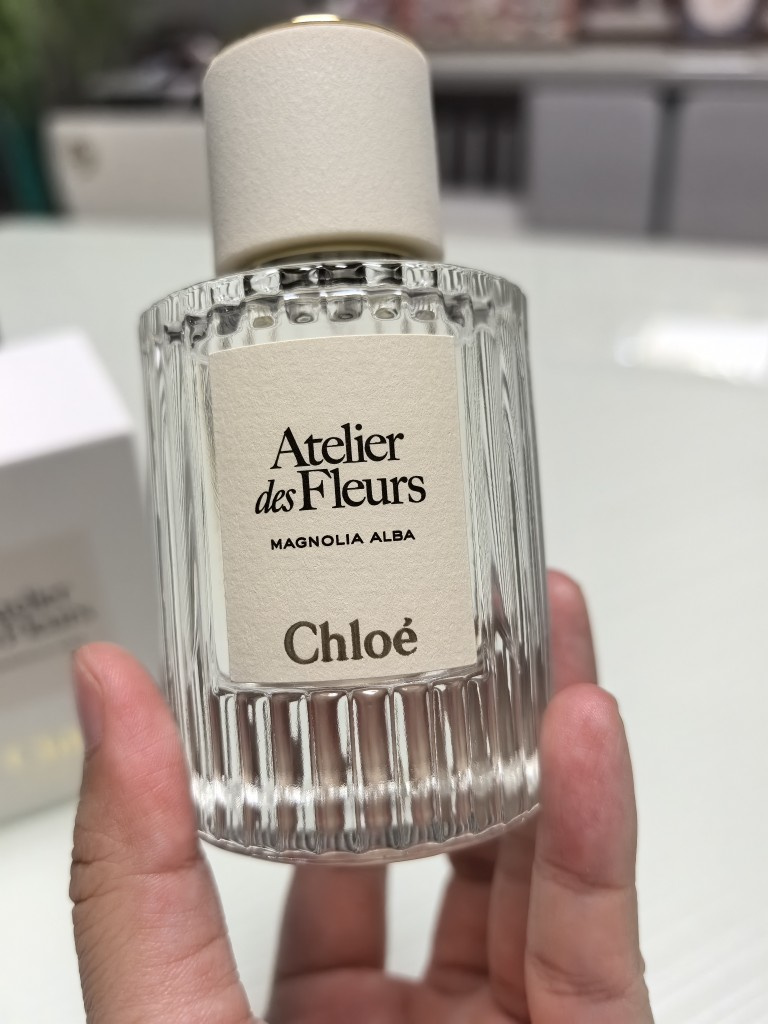 Atelier
des Fleurs
MAGNOLIA ALBA
Chloé